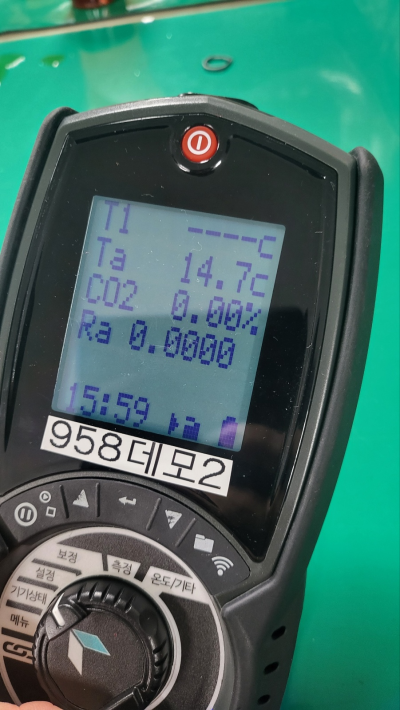 T1 ----c
Ta 14.7c
CO2 0.00%
Ra 0.0000
15:59
958데모2
보정
설정
측정
온도/기타
기기상태
메뉴